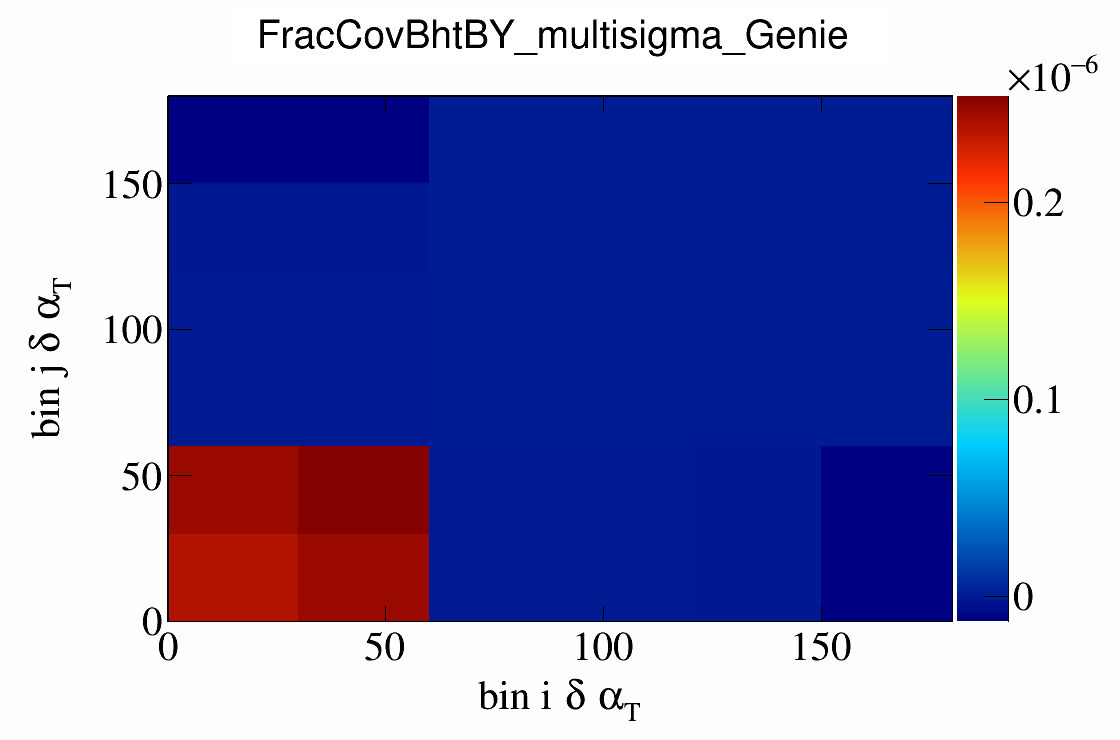 FracCovBhtBY_multisigma_Genie
×10⁻⁶
150
100
50
0
0.2
0.1
0
0 50 100 150
bin j δ α_T
bin i δ α_T